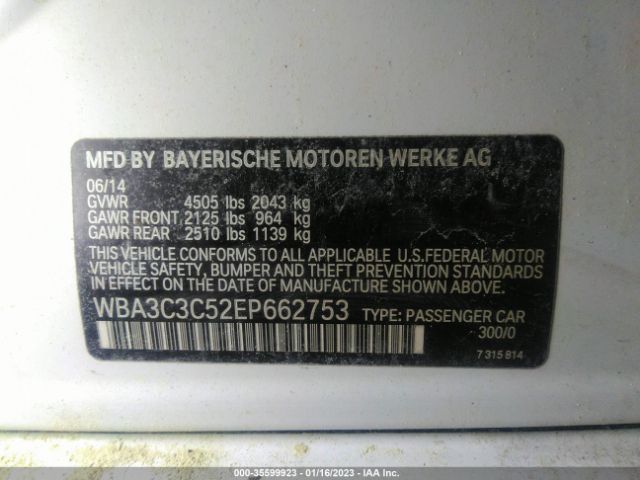 MFD BY BAYERISCHE MOTOREN WERKE AG
06/14
GVWR 4505 lbs 2043 kg
GAWR FRONT 2125 lbs 964 kg
GAWR REAR 2510 lbs 1139 kg
THIS VEHICLE CONFORMS TO ALL APPLICABLE U.S. FEDERAL MOTOR
VEHICLE SAFETY, BUMPER AND THEFT PREVENTION STANDARDS
IN EFFECT ON THE DATE OF MANUFACTURE SHOWN ABOVE.
WBA3C3C52EP662753 TYPE: PASSENGER CAR
300/0
7 315 814
000-35599923 - 01/16/2023 - IAA Inc.